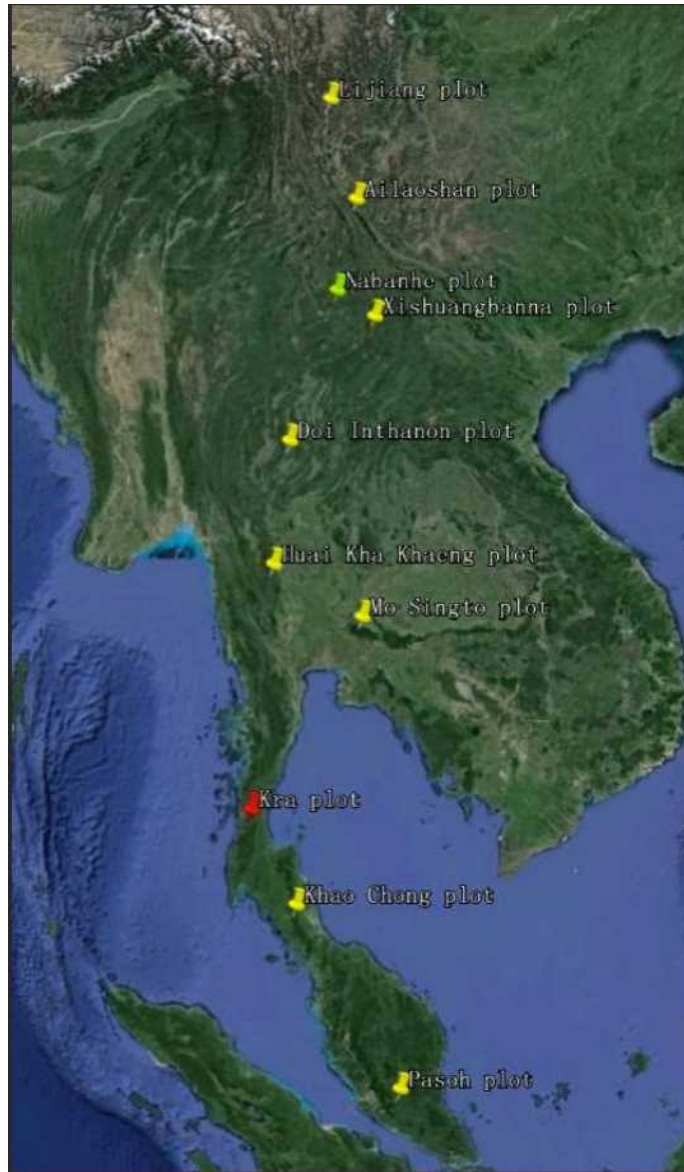 Lijiang plot
Ailaoshan plot
Nabanhe plot
Xishuangbanna plot
Doi Inthanon plot
Huai Kha Khaeng plot
Mo Singto plot
Kra plot
Khao Chong plot
Pasoh plot